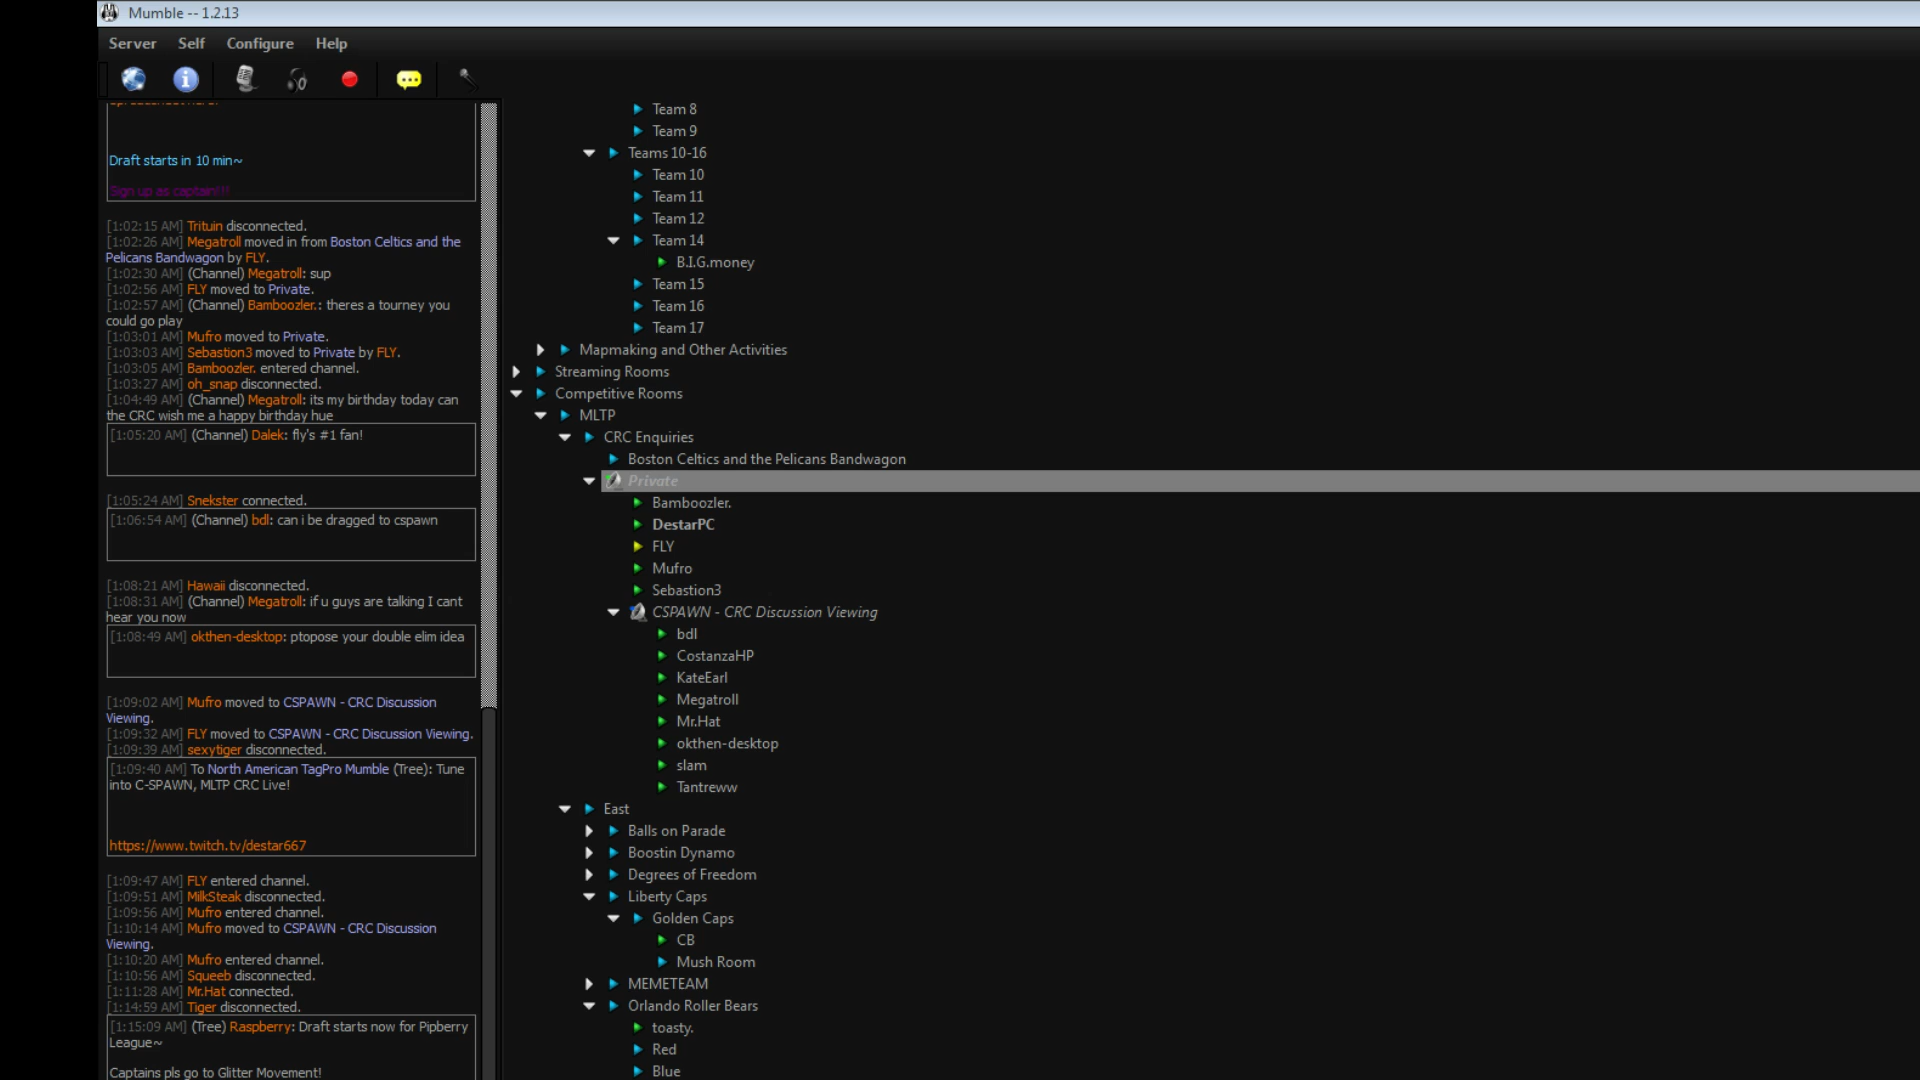 Mumble -- 1.2.13
Server Self Configure Help
Draft starts in 10 min~
Sign up as captain!!!
[1:02:15 AM] Trituin disconnected.
[1:02:26 AM] Megatroll moved in from Boston Celtics and the
Pelicans Bandwagon by FLY.
[1:02:30 AM] (Channel) Megatroll: sup
[1:02:56 AM] FLY moved to Private.
[1:02:57 AM] (Channel) Bamboozler.: theres a tourney you
could go play
[1:03:01 AM] Mufro moved to Private.
[1:03:03 AM] Sebastion3 moved to Private by FLY.
[1:03:05 AM] Bamboozler. entered channel.
[1:03:27 AM] oh_snap disconnected.
[1:04:49 AM] (Channel) Megatroll: its my birthday today can
the CRC wish me a happy birthday hue
[1:05:20 AM] (Channel) Dalek: fly's #1 fan!
[1:05:24 AM] Snekster connected.
[1:06:54 AM] (Channel) bdl: can i be dragged to cspawn
[1:08:21 AM] Hawaii disconnected.
[1:08:31 AM] (Channel) Megatroll: if u guys are talking I cant
hear you now
[1:08:49 AM] okthen-desktop: ptopose your double elim idea
[1:09:02 AM] Mufro moved to CSPAWN - CRC Discussion
Viewing.
[1:09:32 AM] FLY moved to CSPAWN - CRC Discussion Viewing.
[1:09:39 AM] sexytiger disconnected.
[1:09:40 AM] To North American TagPro Mumble (Tree): Tune
into C-SPAWN, MLTP CRC Live!
https://www.twitch.tv/destar667
[1:09:47 AM] FLY entered channel.
[1:09:51 AM] MilkSteak disconnected.
[1:09:56 AM] Mufro entered channel.
[1:10:14 AM] Mufro moved to CSPAWN - CRC Discussion
Viewing.
[1:10:20 AM] Mufro entered channel.
[1:10:56 AM] Squeeb disconnected.
[1:11:28 AM] Mr.Hat connected.
[1:14:59 AM] Tiger disconnected.
[1:15:09 AM] (Tree) Raspberry: Draft starts now for Pipberry
League~
Captains pls go to Glitter Movement!
Team 8
Team 9
Teams 10-16
Team 10
Team 11
Team 12
Team 14
B.I.G.money
Team 15
Team 16
Team 17
Mapmaking and Other Activities
Streaming Rooms
Competitive Rooms
MLTP
CRC Enquiries
Boston Celtics and the Pelicans Bandwagon
Private
Bamboozler.
DestarPC
FLY
Mufro
Sebastion3
CSPAWN - CRC Discussion Viewing
bdl
CostanzaHP
KateEarl
Megatroll
Mr.Hat
okthen-desktop
slam
Tantreww
East
Balls on Parade
Boostin Dynamo
Degrees of Freedom
Liberty Caps
Golden Caps
CB
Mush Room
MEMETEAM
Orlando Roller Bears
toasty.
Red
Blue